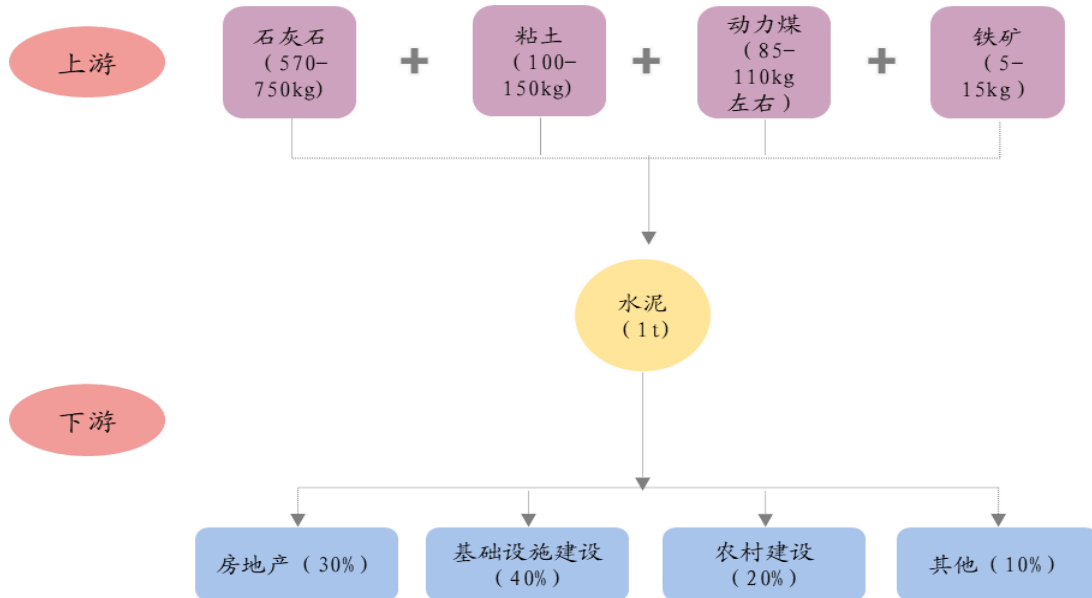 上游
石灰石
（570-
750kg)
粘土
（100-
150kg)
动力煤
（85-
110kg
左右）
铁矿
（5-
15kg）
水泥
（1t)
下游
房地产（30%）
基础设施建设
（40%）
农村建设
（20%）
其他（10%）